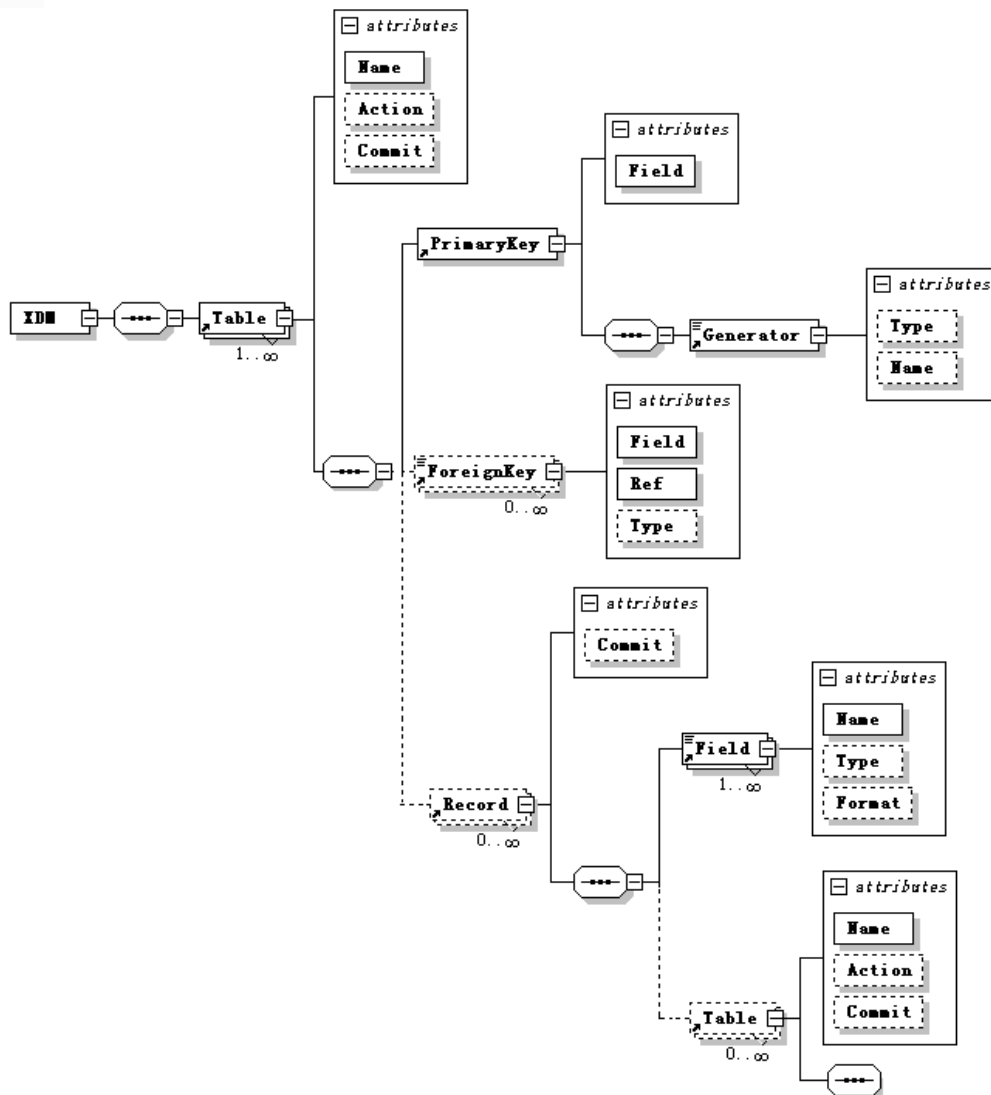 attributes
Name
Action
Commit
attributes
Field
PrimaryKey
attributes
Type
Name
XDM
Table
1..∞
Generator
attributes
Field
Ref
Type
ForeignKey
0..∞
attributes
Commit
attributes
Name
Type
Format
Field
1..∞
Record
0..∞
attributes
Name
Action
Commit
Table
0..∞